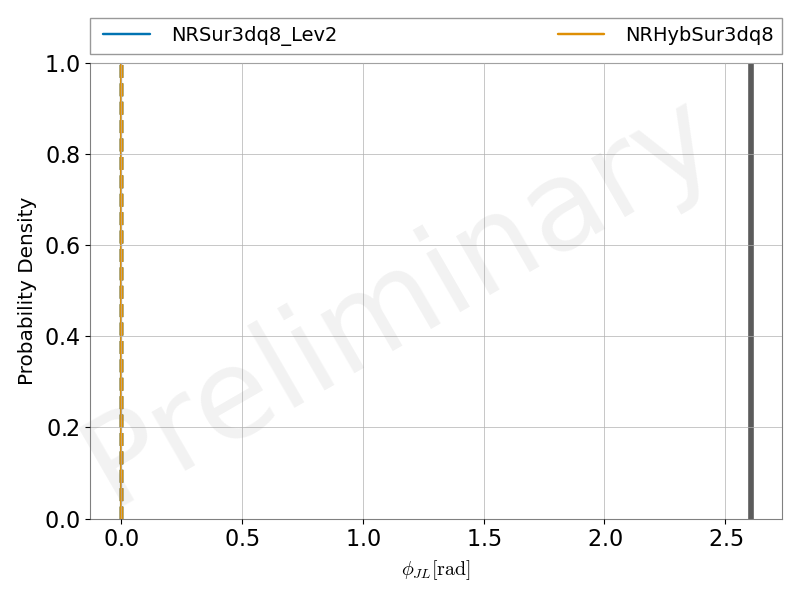 NRSur3dq8_Lev2 NRHybSur3dq8
1.0
0.8
0.6
0.4
0.2
0.0
Probability Density
Preliminary
0.0 0.5 1.0 1.5 2.0 2.5
ϕ_JL[rad]